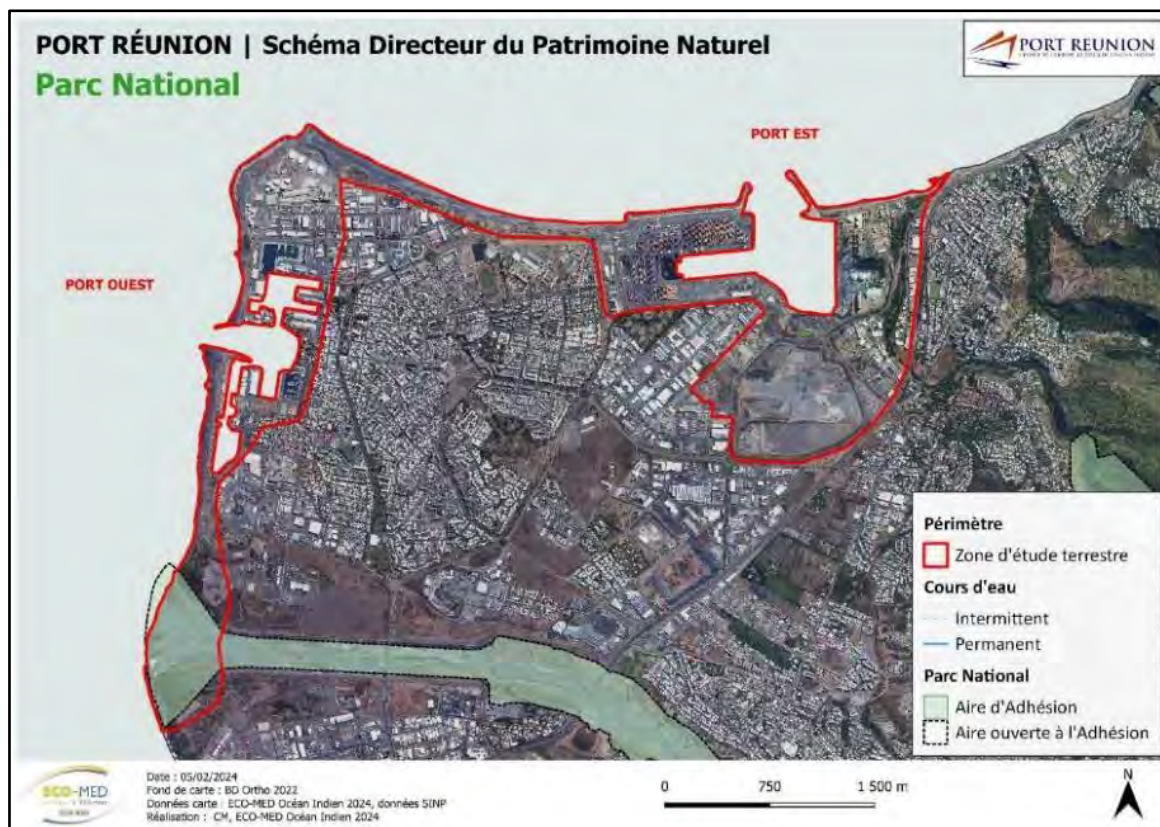 PORT RÉUNION | Schéma Directeur du Patrimoine Naturel
Parc National
PORT REUNION
PORT EST
PORT OUEST
Périmètre
Zone d'étude terrestre
Cours d'eau
Intermittent
Permanent
Parc National
Aire d'Adhésion
Aire ouverte à l'Adhésion
ECO-MED
Date : 05/02/2024
Fond de carte : BD Ortho 2022
Données carte : ECO-MED Océan Indien 2024, données SINP
Réalisation : CM, ECO-MED Océan Indien 2024
0 750 1 500 m
N